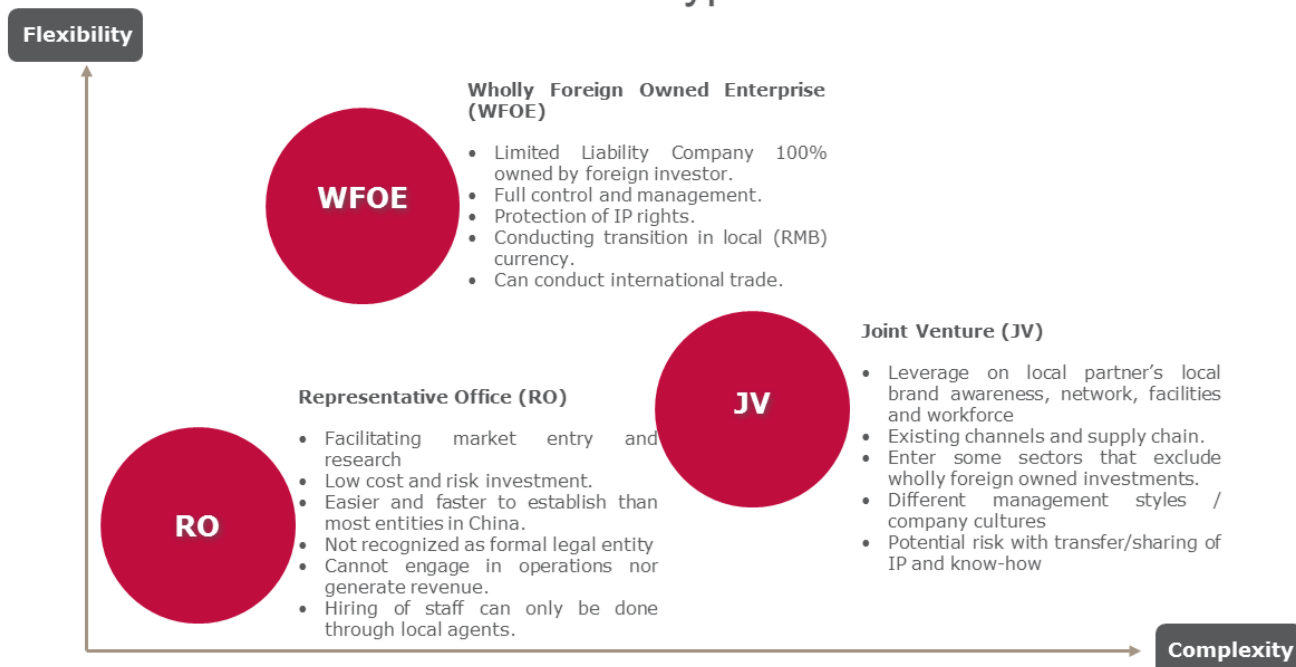 Flexibility
Wholly Foreign Owned Enterprise
(WFOE)
• Limited Liability Company 100%
owned by foreign investor.
• Full control and management.
• Protection of IP rights.
• Conducting transition in local (RMB)
currency.
• Can conduct international trade.
WFOE
Joint Venture (JV)
• Leverage on local partner’s local
brand awareness, network, facilities
and workforce
• Existing channels and supply chain.
• Enter some sectors that exclude
wholly foreign owned investments.
• Different management styles /
company cultures
• Potential risk with transfer/sharing of
IP and know-how
JV
Representative Office (RO)
• Facilitating market entry and
research
• Low cost and risk investment.
• Easier and faster to establish than
most entities in China.
• Not recognized as formal legal entity
• Cannot engage in operations nor
generate revenue.
• Hiring of staff can only be done
through local agents.
RO
Complexity